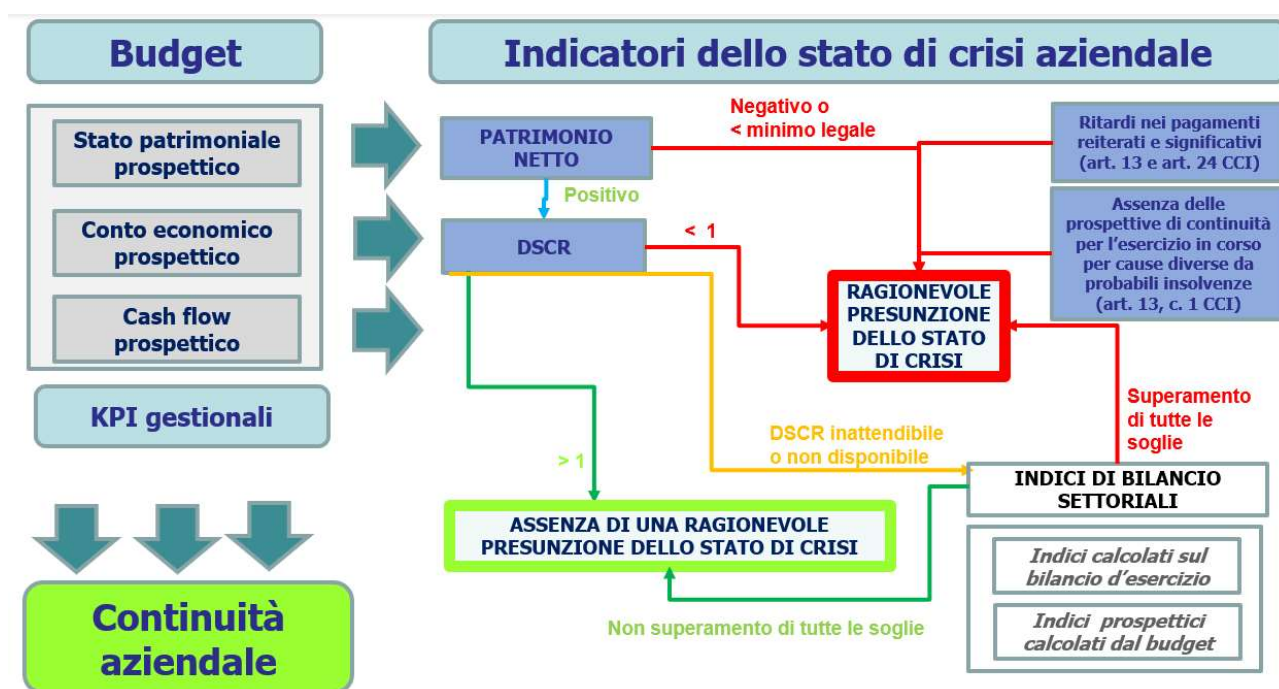 Budget
Stato patrimoniale
prospettico
Conto economico
prospettico
Cash flow
prospettico
KPI gestionali
Continuità
aziendale
Indicatori dello stato di crisi aziendale
PATRIMONIO
NETTO
Negativo o
< minimo legale
Positivo
DSCR
< 1
Ritardi nei pagamenti
reiterati e significativi
(art. 13 e art. 24 CCI)
Assenza delle
prospettive di continuità
per l'esercizio in corso
per cause diverse da
probabili insolvenze
(art. 13, c. 1 CCI)
RAGIONEVOLE
PRESUNZIONE
DELLO STATO
DI CRISI
Superamento
di tutte le
soglie
DSCR inattendibile
o non disponibile
> 1
INDICI DI BILANCIO
SETTORIALI
ASSENZA DI UNA RAGIONEVOLE
PRESUNZIONE DELLO STATO DI CRISI
Indici calcolati sul
bilancio d'esercizio
Indici prospettici
calcolati dal budget
Non superamento di tutte le soglie